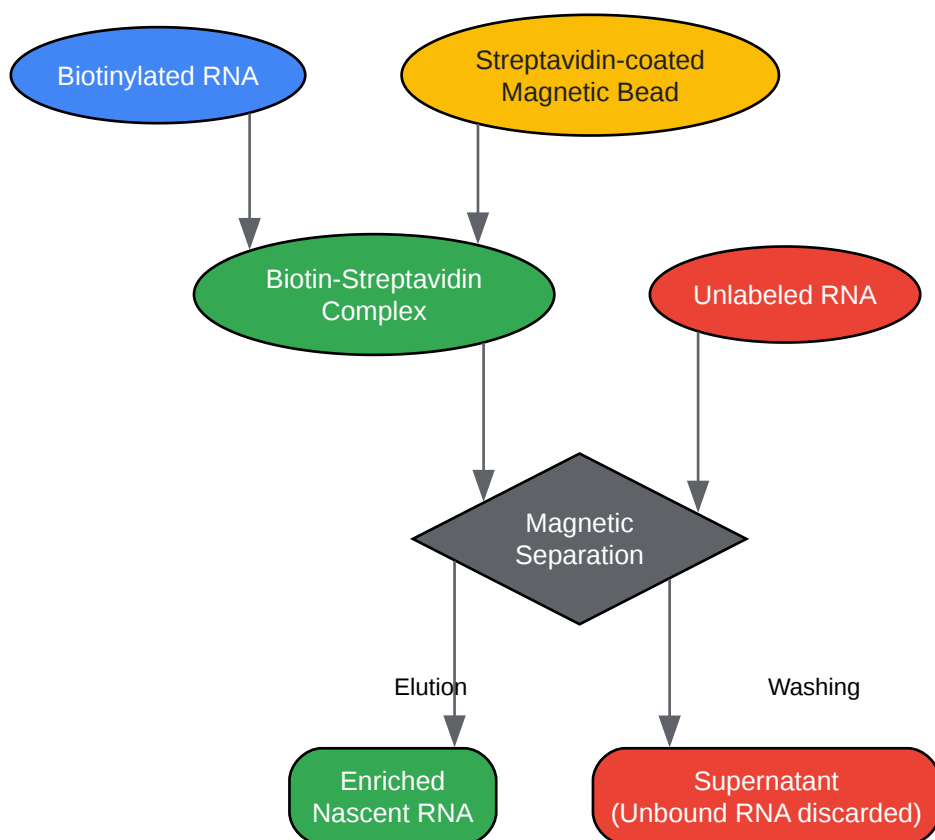 Biotinylated RNA
Streptavidin-coated
Magnetic Bead
Biotin-Streptavidin
Complex
Unlabeled RNA
Magnetic
Separation
Elution
Washing
Enriched
Nascent RNA
Supernatant
(Unbound RNA discarded)